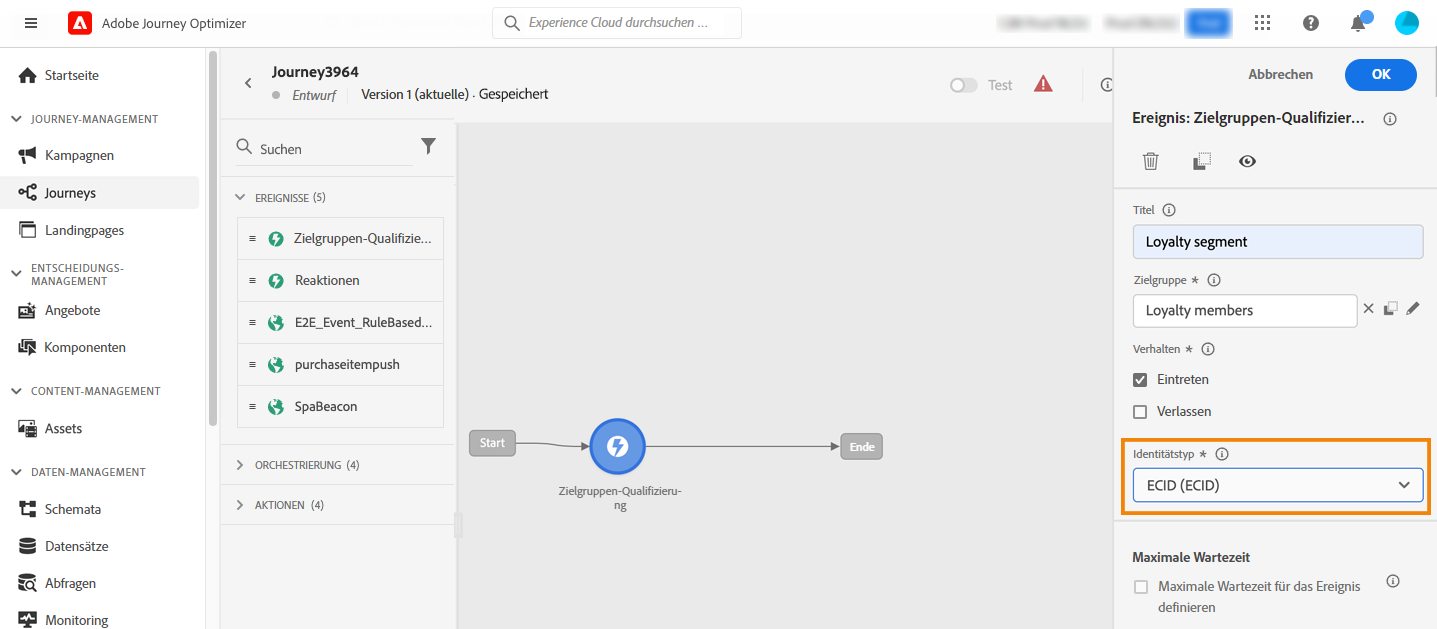 Adobe Journey Optimizer
Experience Cloud durchsuchen ...
Startseite
JOURNEY-MANAGEMENT
Kampagnen
Journeys
Landingpages
ENTSCHEIDUNGS-
MANAGEMENT
Angebote
Komponenten
CONTENT-MANAGEMENT
Assets
DATEN-MANAGEMENT
Schemata
Datensätze
Abfragen
Monitoring
Journey3964
Entwurf
Version 1 (aktuelle) . Gespeichert
Test
Suchen
EREIGNISSE (5)
Zielgruppen-Qualifizie...
Reaktionen
E2E_Event_RuleBased...
purchaseitempush
SpaBeacon
ORCHESTRIERUNG (4)
AKTIONEN (4)
Start
Zielgruppen-Qualifizieru-
ng
Ende
Abbrechen
OK
Ereignis: Zielgruppen-Qualifizier...
Titel
Loyalty segment
Zielgruppe *
Loyalty members
Verhalten *
Eintreten
Verlassen
Identitätstyp *
ECID (ECID)
Maximale Wartezeit
Maximale Wartezeit für das Ereignis
definieren